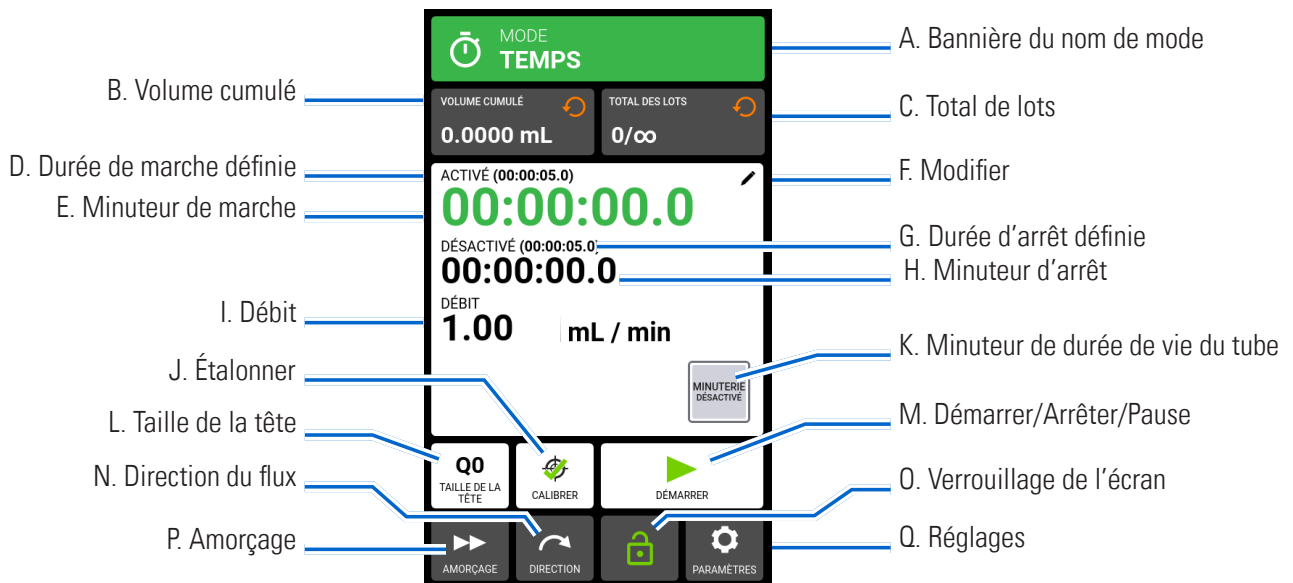 MODE
TEMPS
A. Bannière du nom de mode
B. Volume cumulé
VOLUME CUMULÉ
0.0000 mL
TOTAL DES LOTS
0/∞
C. Total de lots
D. Durée de marche définie
ACTIVÉ (00:00:05.0)
F. Modifier
E. Minuteur de marche
00:00:00.0
DÉSACTIVÉ (00:00:05.0)
G. Durée d'arrêt définie
00:00:00.0
H. Minuteur d'arrêt
DÉBIT
I. Débit
1.00 mL / min
J. Étalonner
K. Minuteur de durée de vie du tube
MINUTERIE
DÉSACTIVÉ
L. Taille de la tête
M. Démarrer/Arrêter/Pause
Q0
TAILLE DE LA
TÊTE
CALIBRER
DÉMARRER
N. Direction du flux
O. Verrouillage de l'écran
P. Amorçage
Q. Réglages
AMORÇAGE
DIRECTION
PARAMÈTRES